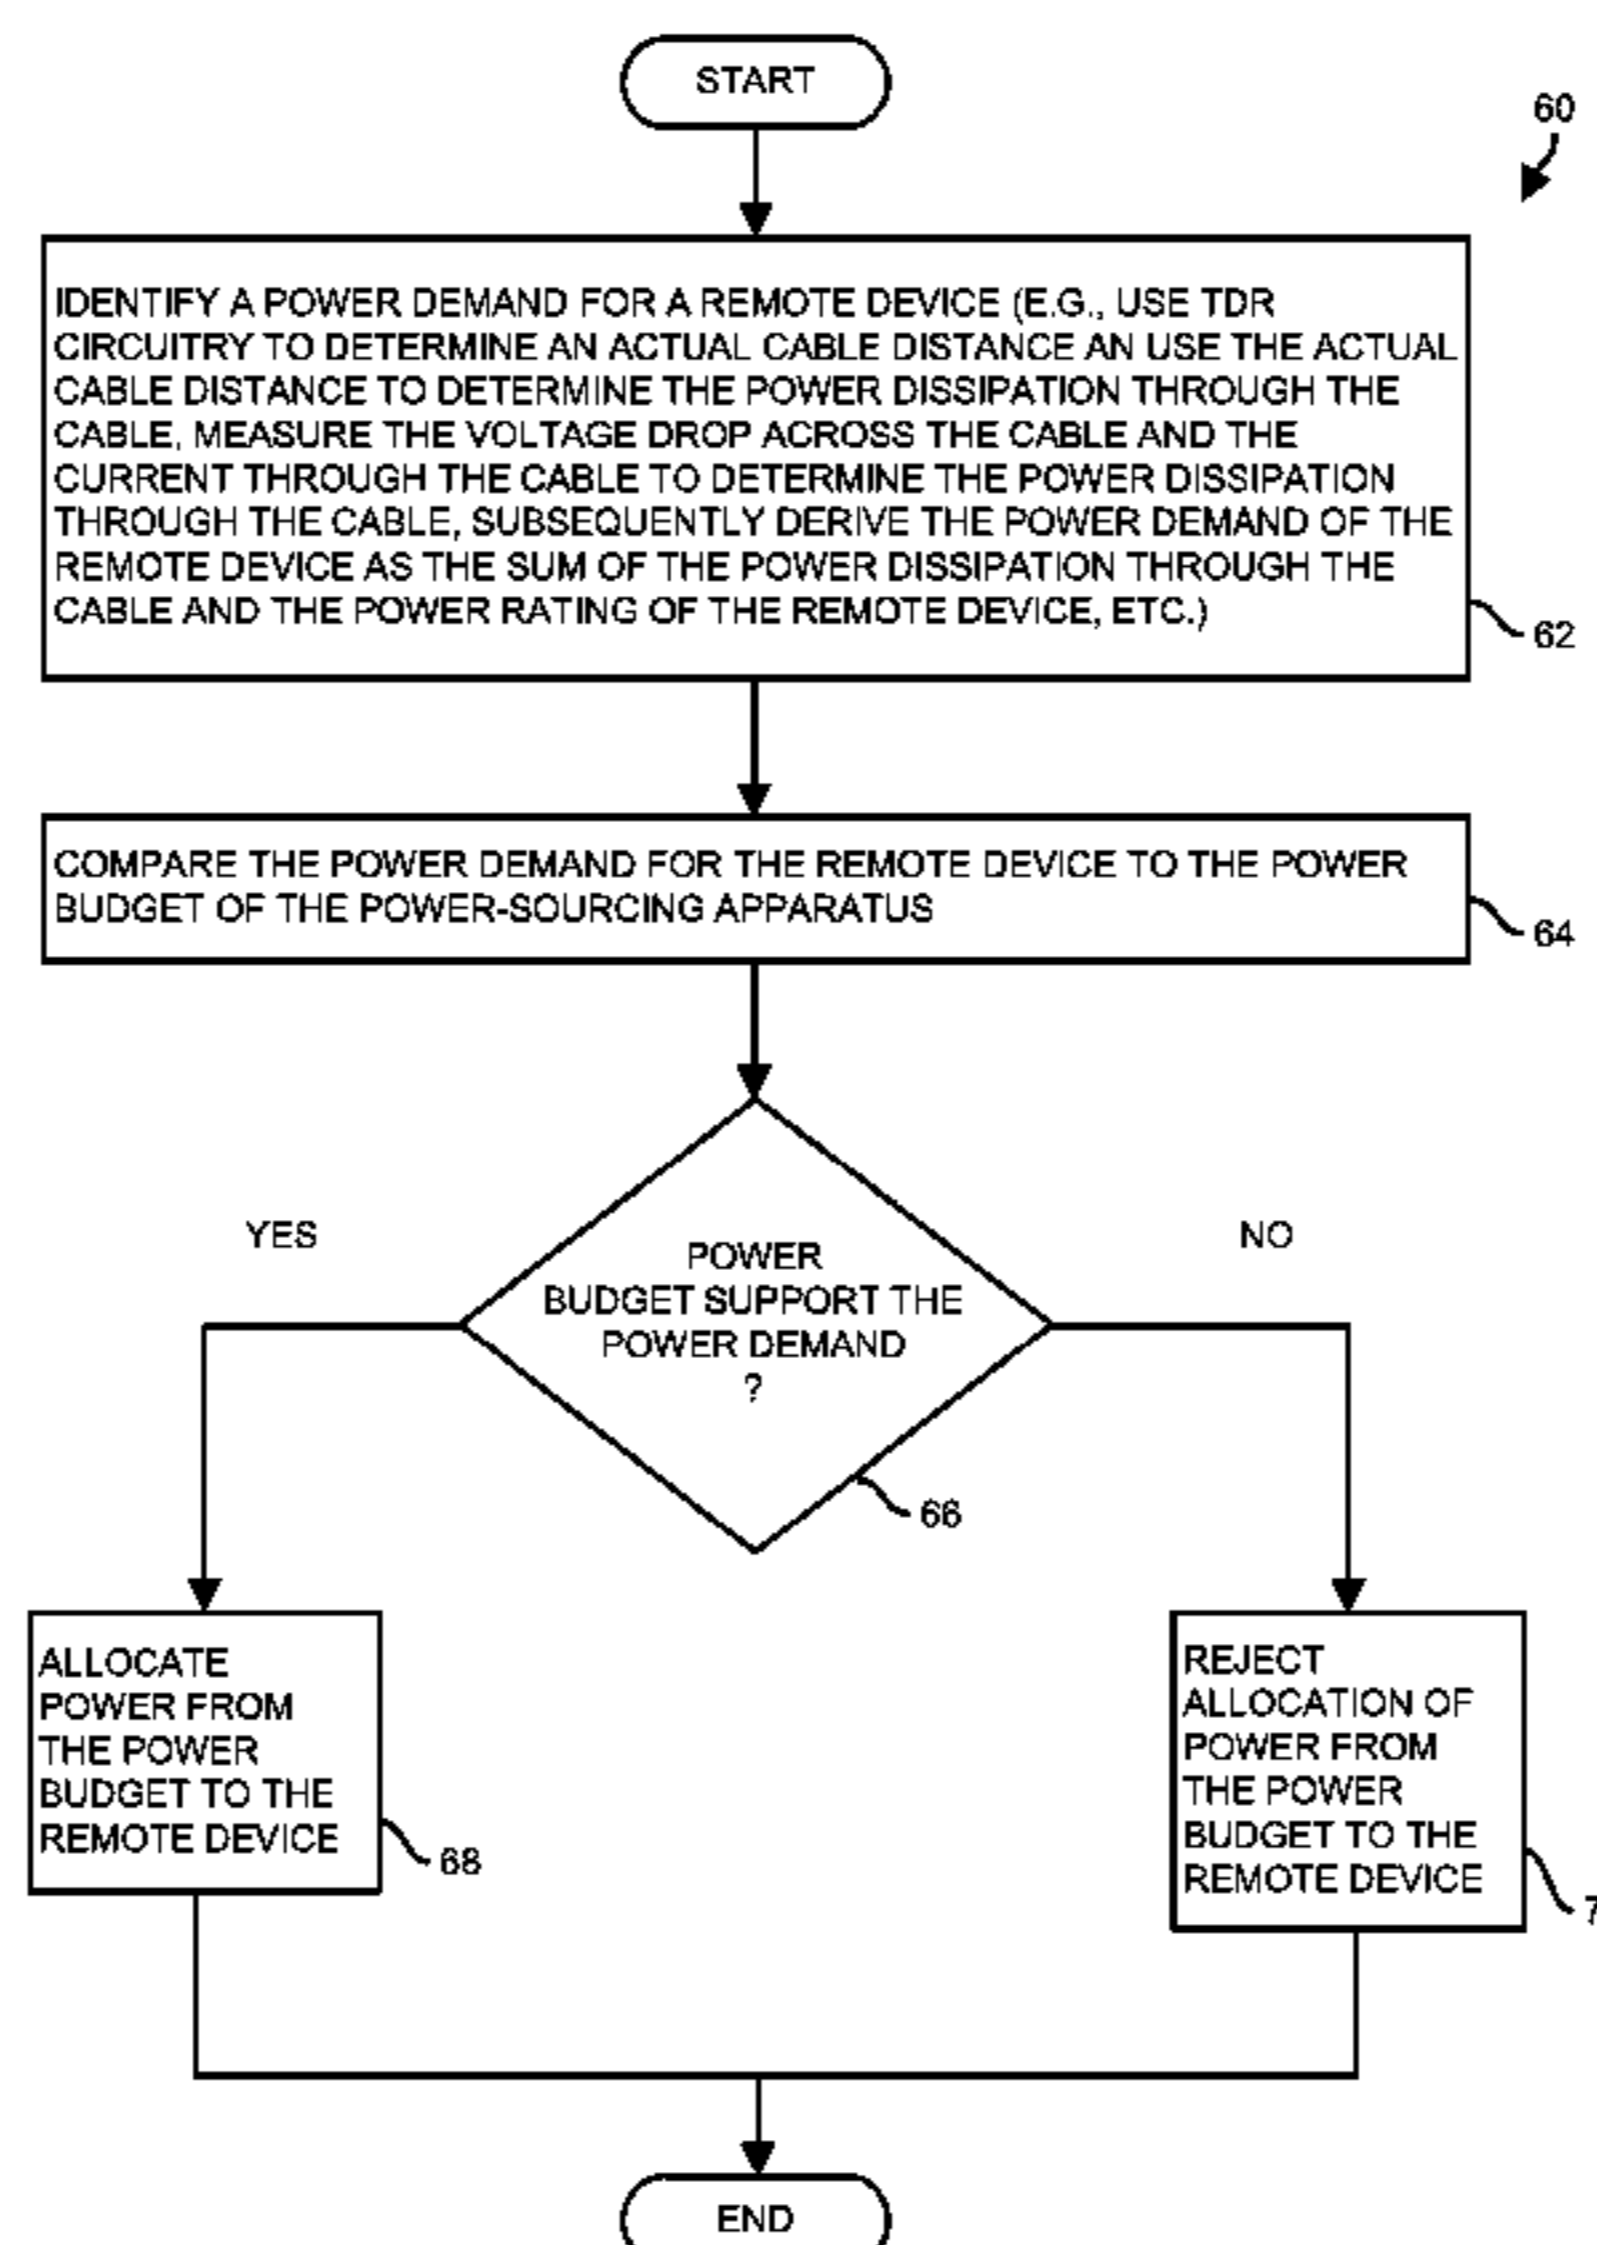 START
60
IDENTIFY A POWER DEMAND FOR A REMOTE DEVICE (E.G., USE TDR
CIRCUITRY TO DETERMINE AN ACTUAL CABLE DISTANCE AN USE THE ACTUAL
CABLE DISTANCE TO DETERMINE THE POWER DISSIPATION THROUGH THE
CABLE, MEASURE THE VOLTAGE DROP ACROSS THE CABLE AND THE
CURRENT THROUGH THE CABLE TO DETERMINE THE POWER DISSIPATION
THROUGH THE CABLE, SUBSEQUENTLY DERIVE THE POWER DEMAND OF THE
REMOTE DEVICE AS THE SUM OF THE POWER DISSIPATION THROUGH THE
CABLE AND THE POWER RATING OF THE REMOTE DEVICE, ETC.)
62
COMPARE THE POWER DEMAND FOR THE REMOTE DEVICE TO THE POWER
BUDGET OF THE POWER-SOURCING APPARATUS
64
YES
NO
POWER
BUDGET SUPPORT THE
POWER DEMAND
?
66
ALLOCATE
POWER FROM
THE POWER
BUDGET TO THE
REMOTE DEVICE
68
REJECT
ALLOCATION OF
POWER FROM
THE POWER
BUDGET TO THE
REMOTE DEVICE
END